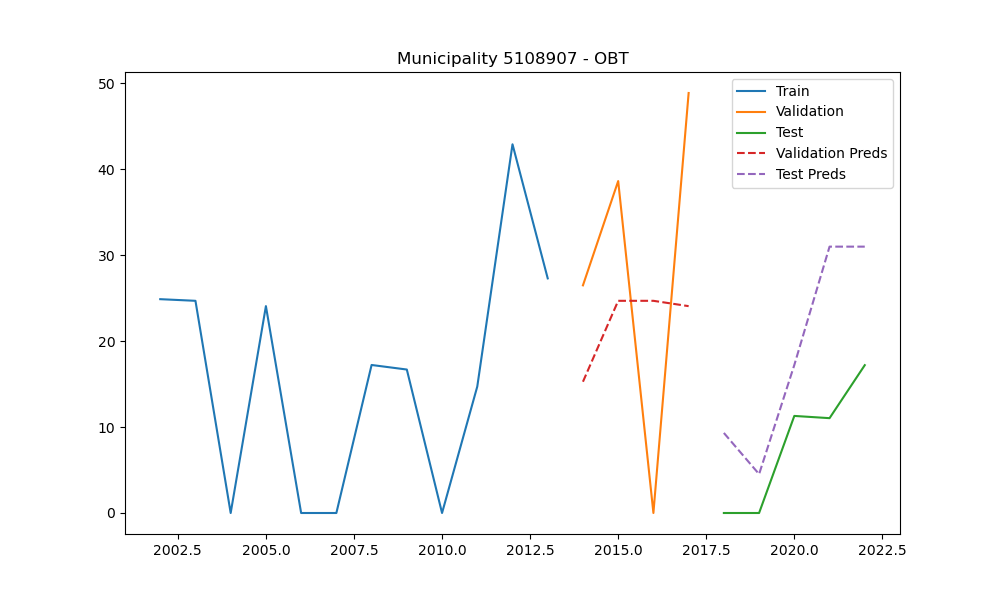 Municipality 5108907 - OBT
50
40
30
20
10
0
2002.5 2005.0 2007.5 2010.0 2012.5 2015.0 2017.5 2020.0 2022.5
Train
Validation
Test
Validation Preds
Test Preds